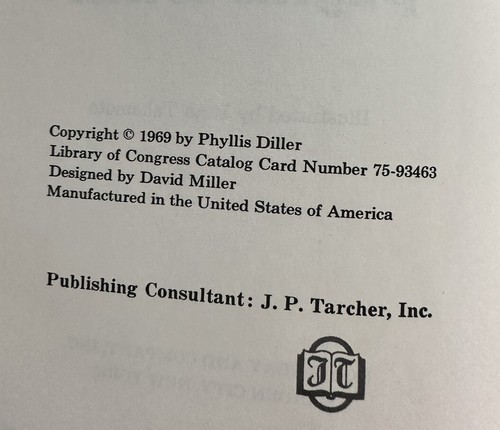 Copyright © 1969 by Phyllis Diller
Library of Congress Catalog Card Number 75-93463
Designed by David Miller
Manufactured in the United States of America
Publishing Consultant: J. P. Tarcher, Inc.
JT